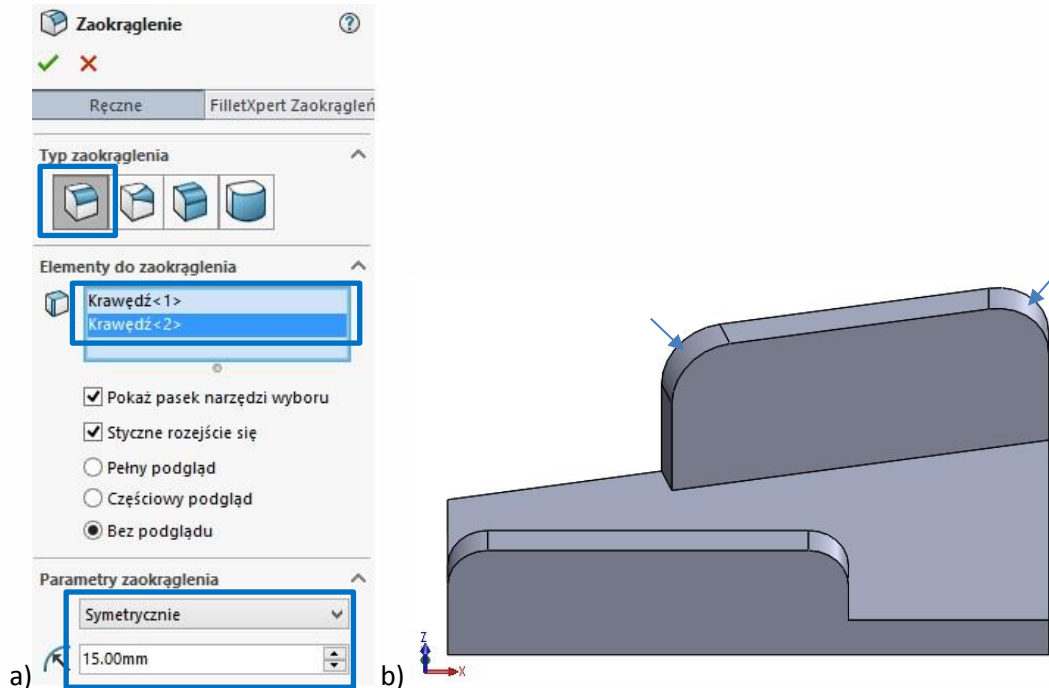 Zaokrąglenie
Ręczne FilletXpert Zaokrągleń
Typ zaokrąglenia
Elementy do zaokrąglenia
Krawędź<1>
Krawędź<2>
Pokaż pasek narzędzi wyboru
Styczne rozejście się
Pełny podgląd
Częściowy podgląd
Bez podglądu
Parametry zaokrąglenia
Symetrycznie
15.00mm
a)
b)
Z
X